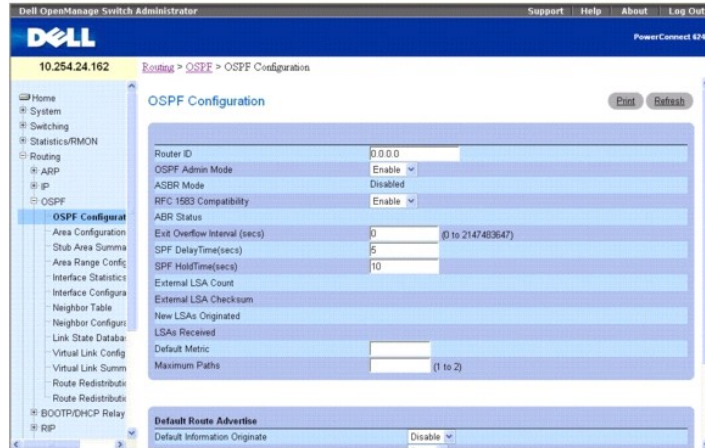 Dell OpenManage Switch Administrator
Support Help About Log Out
DELL
PowerConnect 624
10.254.24.162
Routing > OSPF > OSPF Configuration
Home
System
Switching
Statistics/RMON
Routing
ARP
IP
OSPF
OSPF Configurat
Area Configuration
Stub Area Summa
Area Range Config
Interface Statistics
Interface Configura
Neighbor Table
Neighbor Configura
Link State Databas
Virtual Link Config
Virtual Link Summ
Route Redistributio
Route Redistributio
BOOTP/DHCP Relay
RIP
OSPF Configuration
Print Refresh
Router ID 0.0.0.0
OSPF Admin Mode Enable
ASBR Mode Disabled
RFC 1583 Compatibility Enable
ABR Status
Exit Overflow Interval (secs) 0 (0 to 2147483647)
SPF DelayTime(secs) 5
SPF HoldTime(secs) 10
External LSA Count
External LSA Checksum
New LSAs Originated
LSAs Received
Default Metric
Maximum Paths (1 to 2)
Default Route Advertise
Default Information Originate Disable